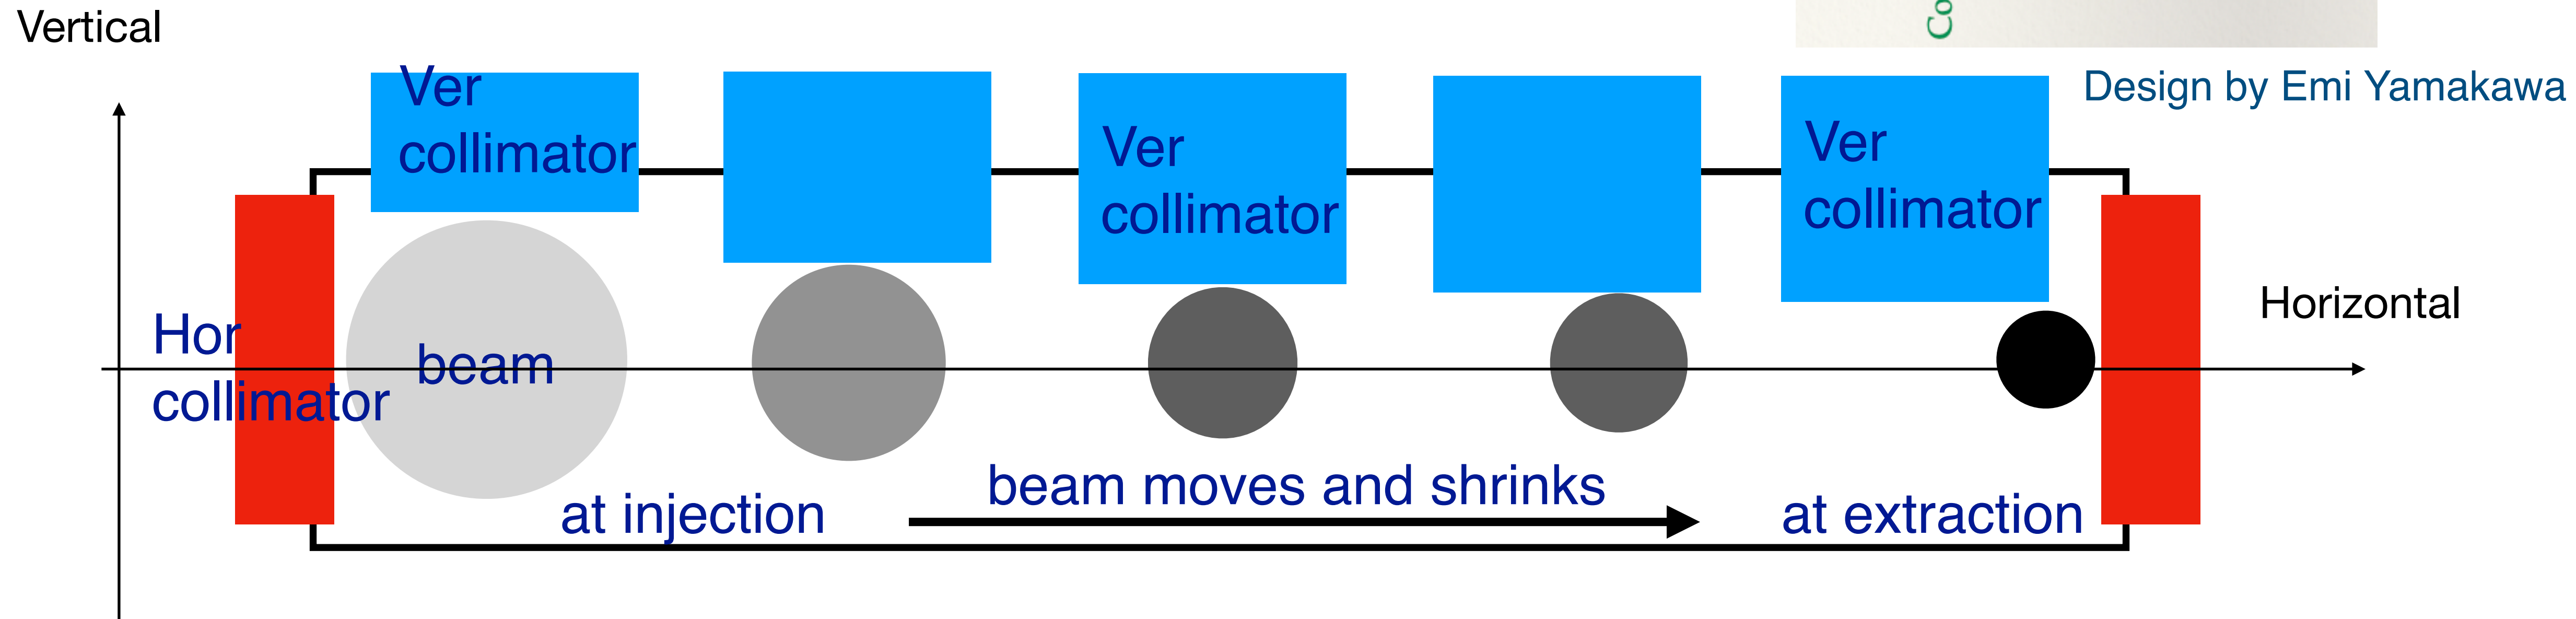 Vertical
Co
Design by Emi Yamakawa
Ver
collimator
Ver
collimator
Ver
collimator
Hor
collimator
beam
Horizontal
at injection
beam moves and shrinks
at extraction